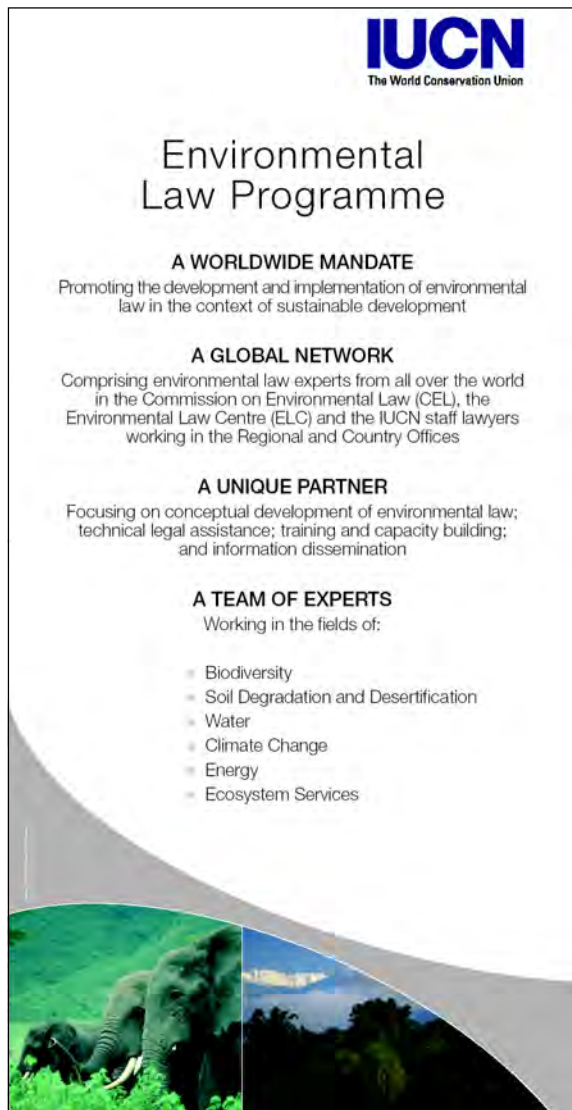 IUCN
The World Conservation Union
Environmental
Law Programme
A WORLDWIDE MANDATE
Promoting the development and implementation of environmental
law in the context of sustainable development
A GLOBAL NETWORK
Comprising environmental law experts from all over the world
in the Commission on Environmental Law (CEL), the
Environmental Law Centre (ELC) and the IUCN staff lawyers
working in the Regional and Country Offices
A UNIQUE PARTNER
Focusing on conceptual development of environmental law;
technical legal assistance; training and capacity building;
and information dissemination
A TEAM OF EXPERTS
Working in the fields of:
Biodiversity
Soil Degradation and Desertification
Water
Climate Change
Energy
Ecosystem Services